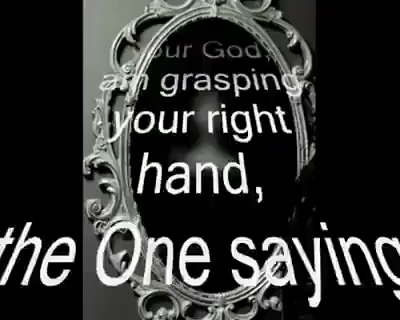 your God,
am grasping
your right
hand,
the One saying